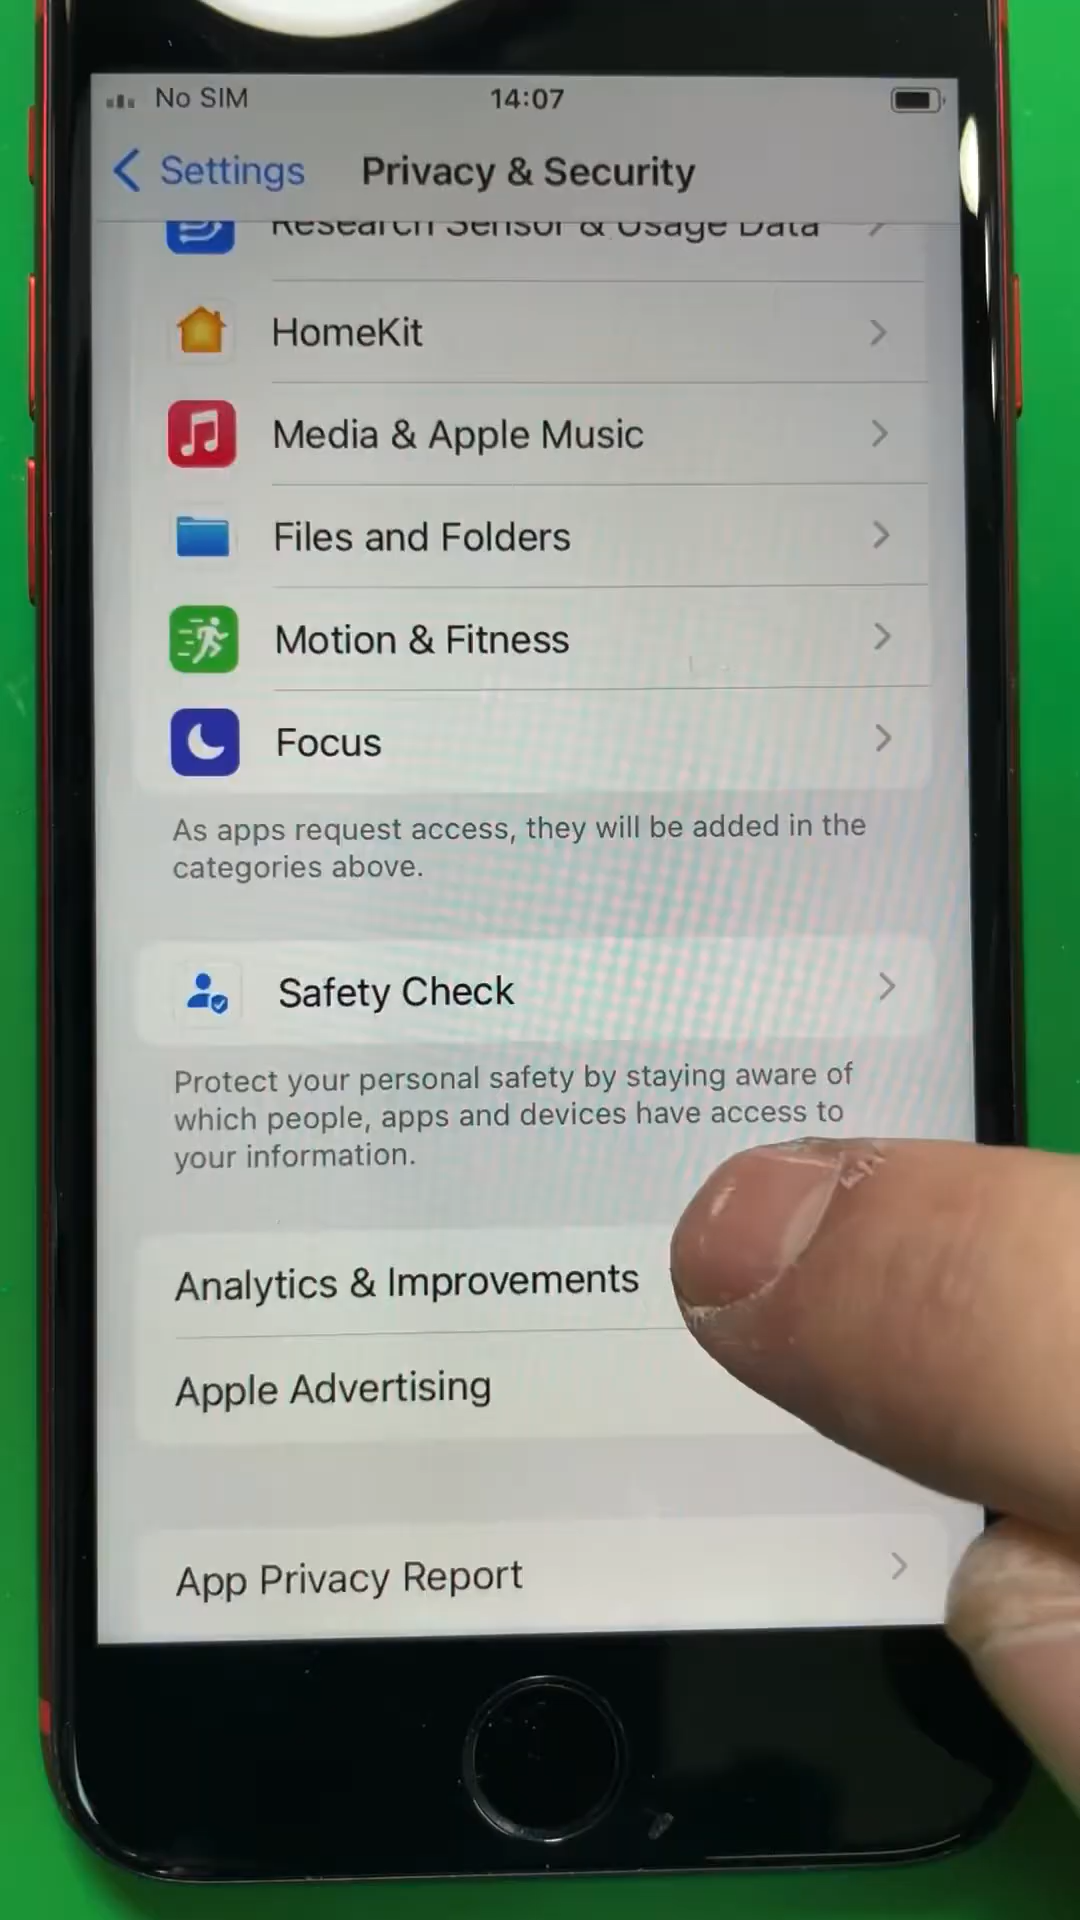 No SIM 14:07
Settings Privacy & Security
Research Sensor & Usage Data
HomeKit
Media & Apple Music
Files and Folders
Motion & Fitness
Focus
As apps request access, they will be added in the
categories above.
Safety Check
Protect your personal safety by staying aware of
which people, apps and devices have access to
your information.
Analytics & Improvements
Apple Advertising
App Privacy Report